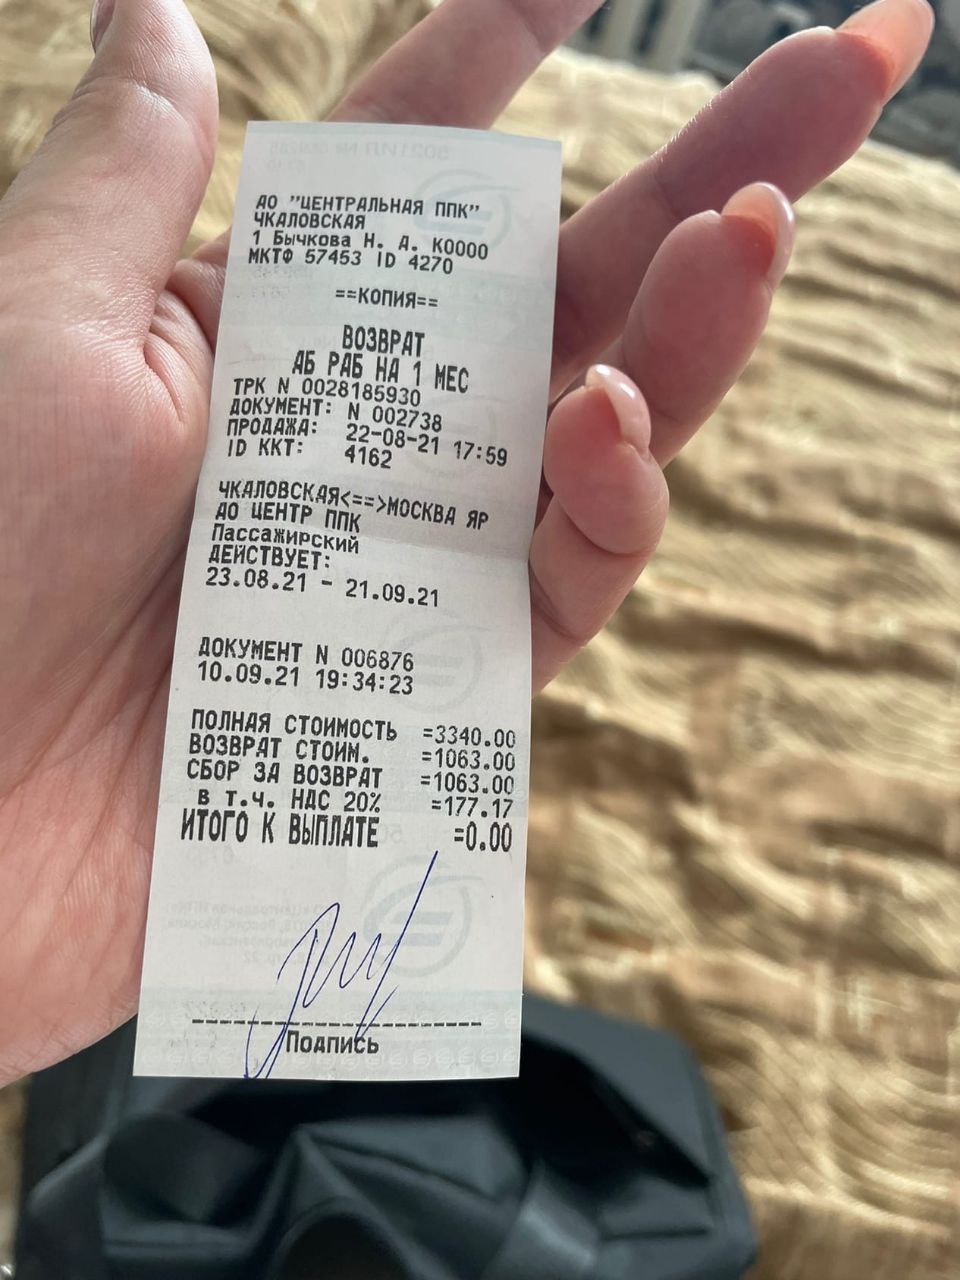 АО "ЦЕНТРАЛЬНАЯ ППК"
ЧКАЛОВСКАЯ
1 Бычкова Н. А. К0000
МКТФ 57453 ID 4270
==КОПИЯ==
ВОЗВРАТ
АБ РАБ НА 1 МЕС
ТРК N 0028185930
ДОКУМЕНТ: N 002738
ПРОДАЖА: 22-08-21 17:59
ID ККТ: 4162
ЧКАЛОВСКАЯ<==>МОСКВА ЯР
АО ЦЕНТР ППК
Пассажирский
ДЕЙСТВУЕТ:
23.08.21 - 21.09.21
ДОКУМЕНТ N 006876
10.09.21 19:34:23
ПОЛНАЯ СТОИМОСТЬ =3340.00
ВОЗВРАТ СТОИМ. =1063.00
СБОР ЗА ВОЗВРАТ =1063.00
в т.ч. НДС 20% =177.17
ИТОГО К ВЫПЛАТЕ =0.00
Подпись